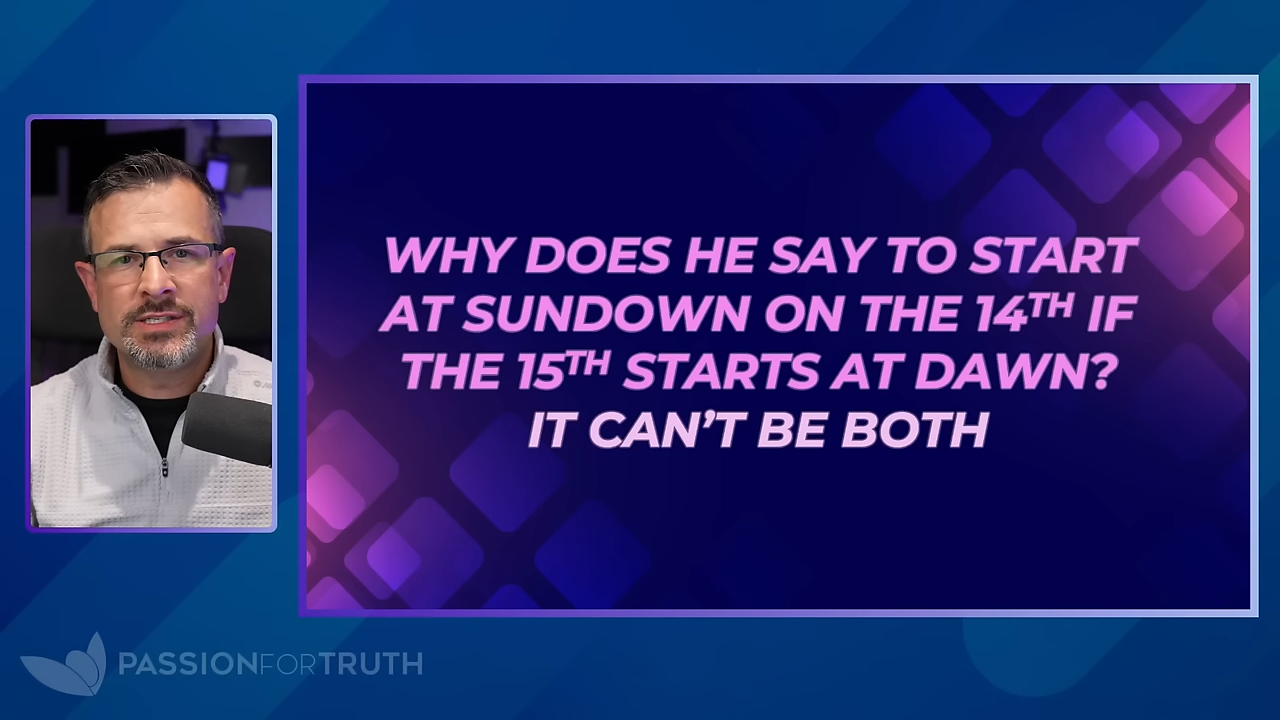 WHY DOES HE SAY TO START
AT SUNDOWN ON THE 14TH IF
THE 15TH STARTS AT DAWN?
IT CAN'T BE BOTH
PASSIONFORTRUTH